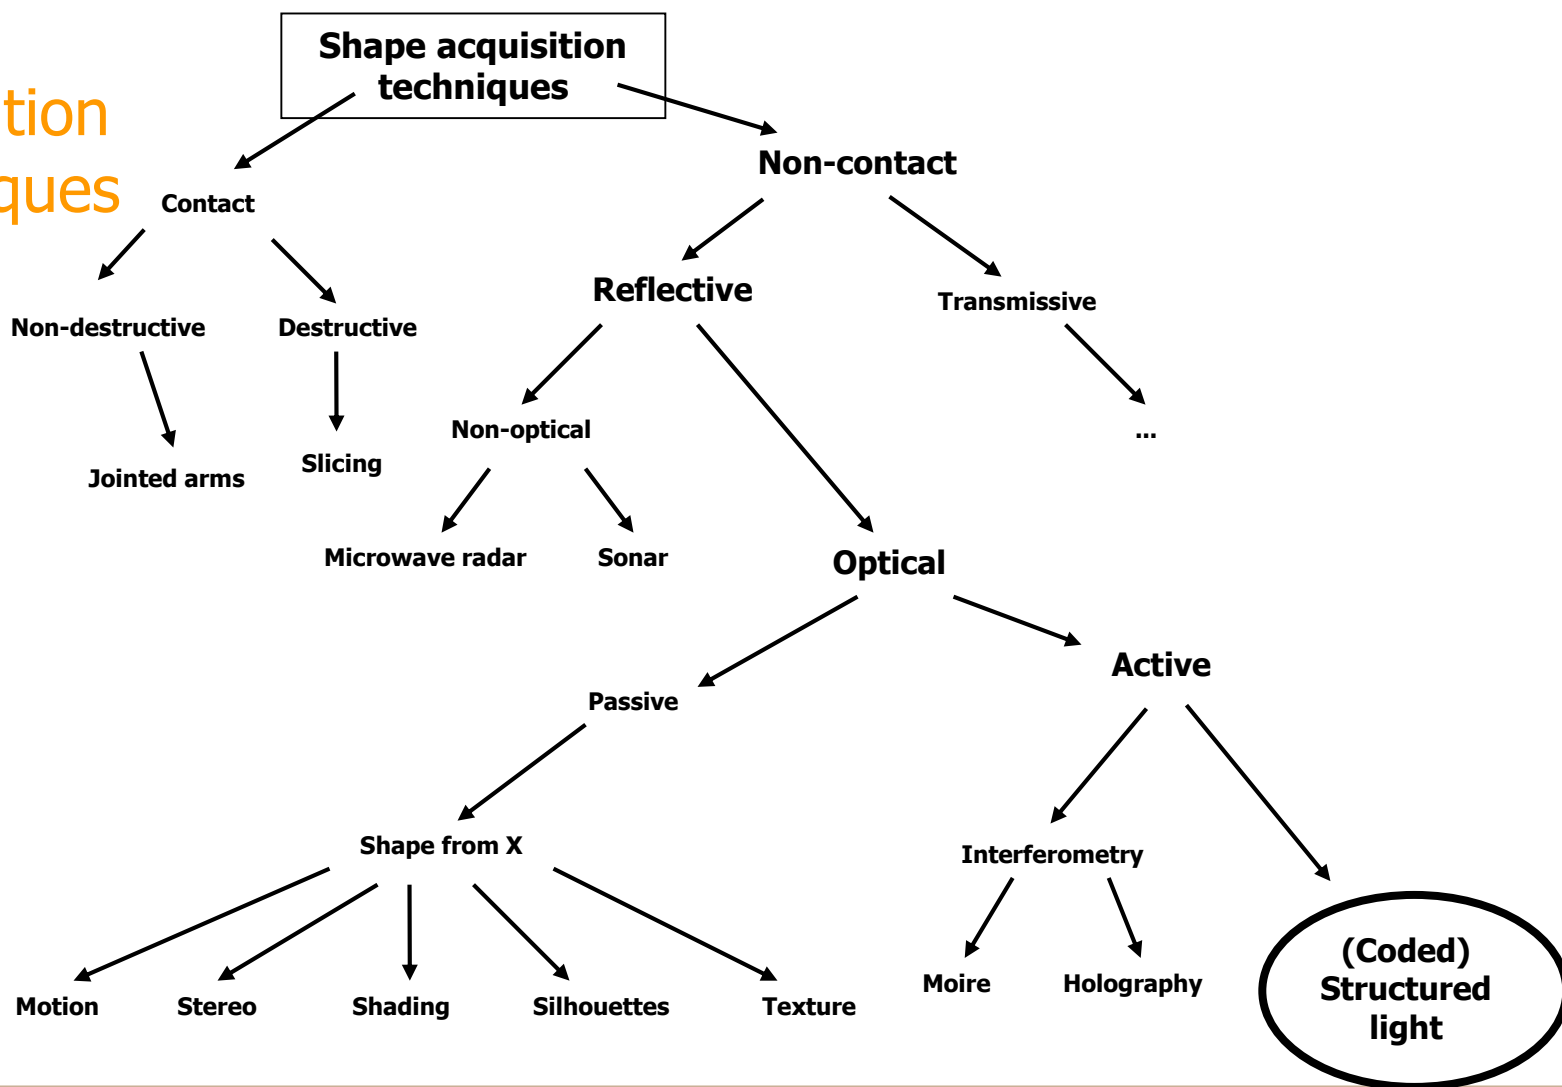 Shape acquisition
techniques
tion
ques
Non-contact
Contact
Reflective
Transmissive
Non-destructive
Destructive
Non-optical
...
Slicing
Jointed arms
Microwave radar
Sonar
Optical
Active
Passive
Shape from X
Interferometry
(Coded)
Structured
light
Moire
Holography
Motion
Stereo
Shading
Silhouettes
Texture